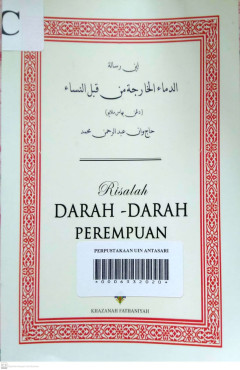 C
اين رسالة
الدماء الخارجة من قبل النساء
حاج وان عبد الرحمن محمد
Risalah
DARAH -DARAH
PEREMPUAN
PERPUSTAKAAN UIN ANTASARI
KHAZANAH FATHANIYAH